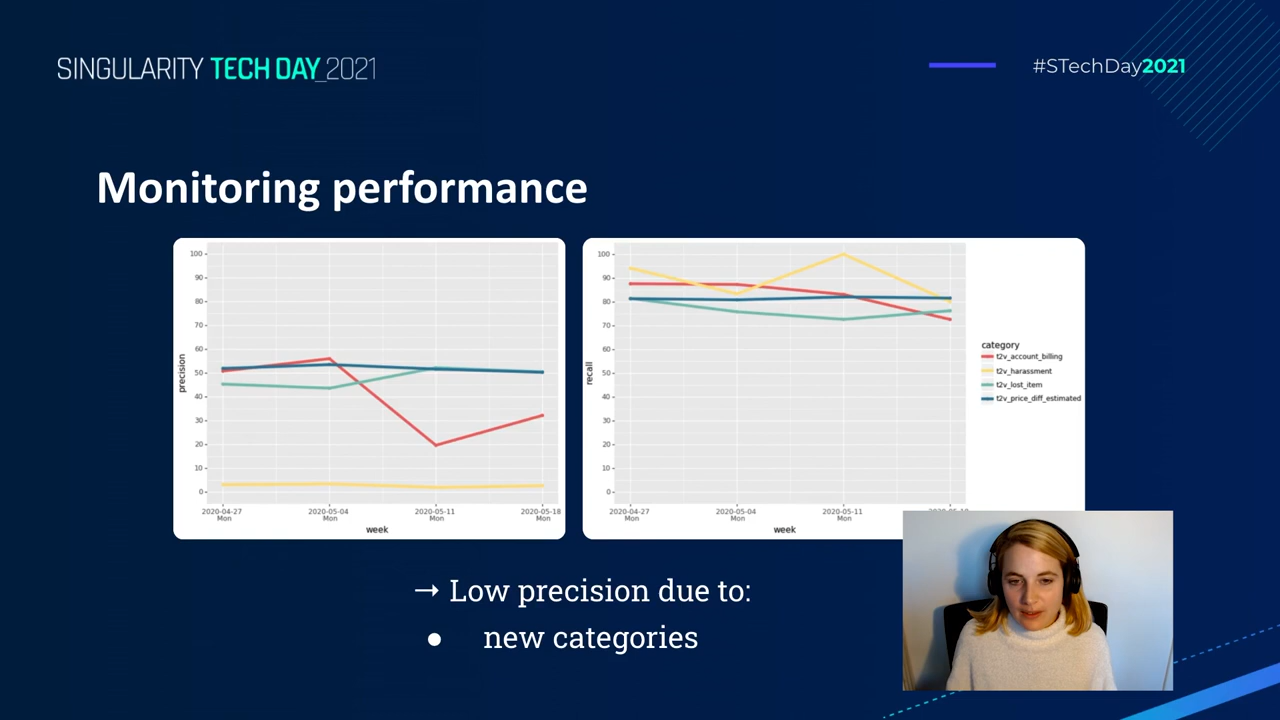 SINGULARITY TECH DAY_2021
#STechDay2021
Monitoring performance
100
90
80
70
60
50
40
30
20
10
0
precision
2020-04-27
Mon
2020-05-04
Mon
2020-05-11
Mon
2020-05-18
Mon
week
100
90
80
70
60
50
40
30
20
10
0
recall
2020-04-27
Mon
2020-05-04
Mon
2020-05-11
Mon
week
category
t2v_account_billing
t2v_harassment
t2v_lost_item
t2v_price_diff_estimated
→ Low precision due to:
● new categories